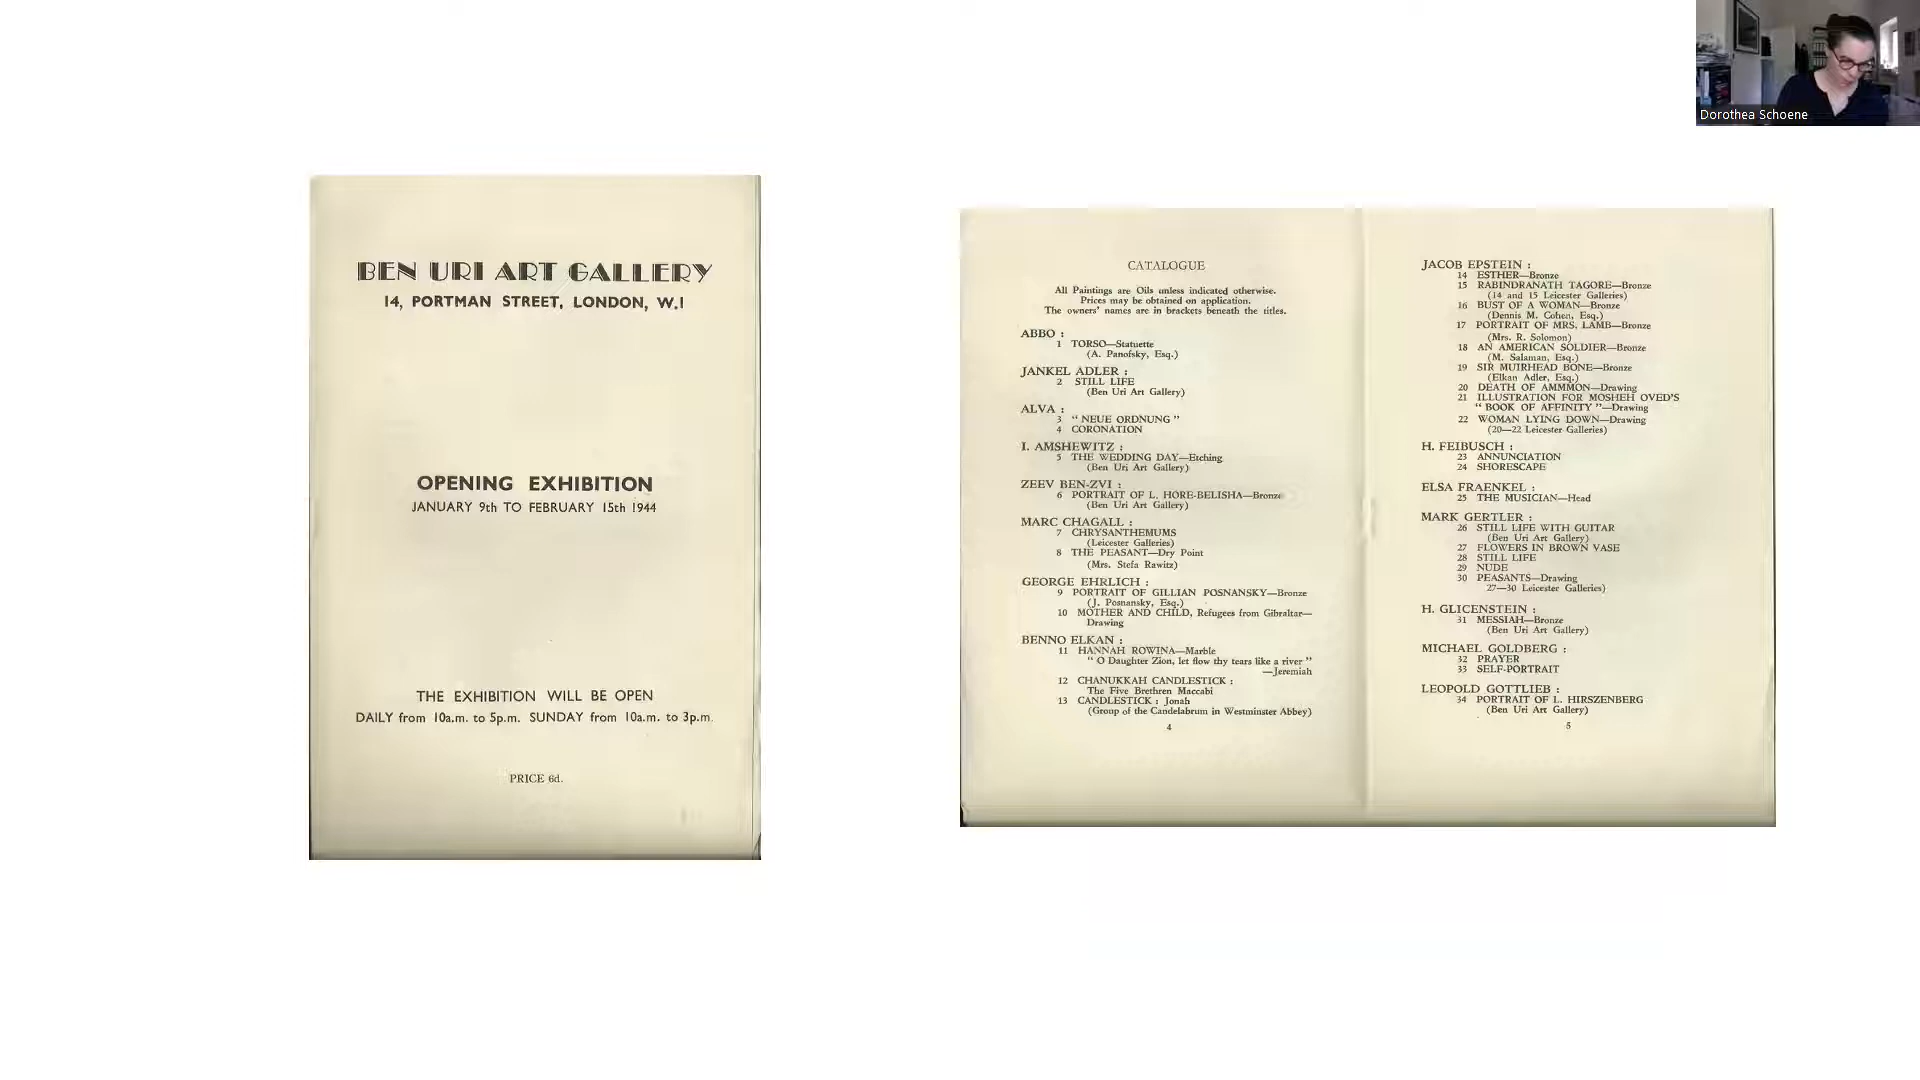 Dorothea Schoene
BEN URI ART GALLERY
14, PORTMAN STREET, LONDON, W.1
OPENING EXHIBITION
JANUARY 9th TO FEBRUARY 15th 1944
THE EXHIBITION WILL BE OPEN
DAILY from 10a.m. to 5p.m. SUNDAY from 10a.m. to 3p.m.
PRICE 6d.
CATALOGUE
All Paintings are Oils unless indicated otherwise.
Prices may be obtained on application.
The owners' names are in brackets beneath the titles.
ABBO :
1 TORSO—Statuette
(A. Panofsky, Esq.)
JANKEL ADLER :
2 STILL LIFE
(Ben Uri Art Gallery)
ALVA :
3 " NEUE ORDNUNG "
4 CORONATION
I. AMSHEWITZ :
5 THE WEDDING DAY—Etching
(Ben Uri Art Gallery)
ZEEV BEN-ZVI :
6 PORTRAIT OF L. HORE-BELISHA—Bronze
(Ben Uri Art Gallery)
MARC CHAGALL :
7 CHRYSANTHEMUMS
(Leicester Galleries)
8 THE PEASANT—Dry Point
(Mrs. Stefa Rawitz)
GEORGE EHRLICH :
9 PORTRAIT OF GILLIAN POSNANSKY—Bronze
(J. Posnansky, Esq.)
10 MOTHER AND CHILD, Refugees from Gibraltar—
Drawing
BENNO ELKAN :
11 HANNAH ROWINA—Marble
" O Daughter Zion, let flow thy tears like a river "
—Jeremiah
12 CHANUKKAH CANDLESTICK :
The Five Brethren Maccabi
13 CANDLESTICK : Jonah
(Group of the Candelabrum in Westminster Abbey)
4
JACOB EPSTEIN :
14 ESTHER—Bronze
15 RABINDRANATH TAGORE—Bronze
(14 and 15 Leicester Galleries)
16 BUST OF A WOMAN—Bronze
(Dennis M. Cohen, Esq.)
17 PORTRAIT OF MRS. LAMB—Bronze
(Mrs. R. Solomon)
18 AN AMERICAN SOLDIER—Bronze
(M. Salaman, Esq.)
19 SIR MUIRHEAD BONE—Bronze
(Elkan Adler, Esq.)
20 DEATH OF AMMMON—Drawing
21 ILLUSTRATION FOR MOSHEH OVED'S
" BOOK OF AFFINITY "—Drawing
22 WOMAN LYING DOWN—Drawing
(20—22 Leicester Galleries)
H. FEIBUSCH :
23 ANNUNCIATION
24 SHORESCAPE
ELSA FRAENKEL :
25 THE MUSICIAN—Head
MARK GERTLER :
26 STILL LIFE WITH GUITAR
(Ben Uri Art Gallery)
27 FLOWERS IN BROWN VASE
28 STILL LIFE
29 NUDE
30 PEASANTS—Drawing
27—30 Leicester Galleries)
H. GLICENSTEIN :
31 MESSIAH—Bronze
(Ben Uri Art Gallery)
MICHAEL GOLDBERG :
32 PRAYER
33 SELF-PORTRAIT
LEOPOLD GOTTLIEB :
34 PORTRAIT OF L. HIRSZENBERG
(Ben Uri Art Gallery)
5